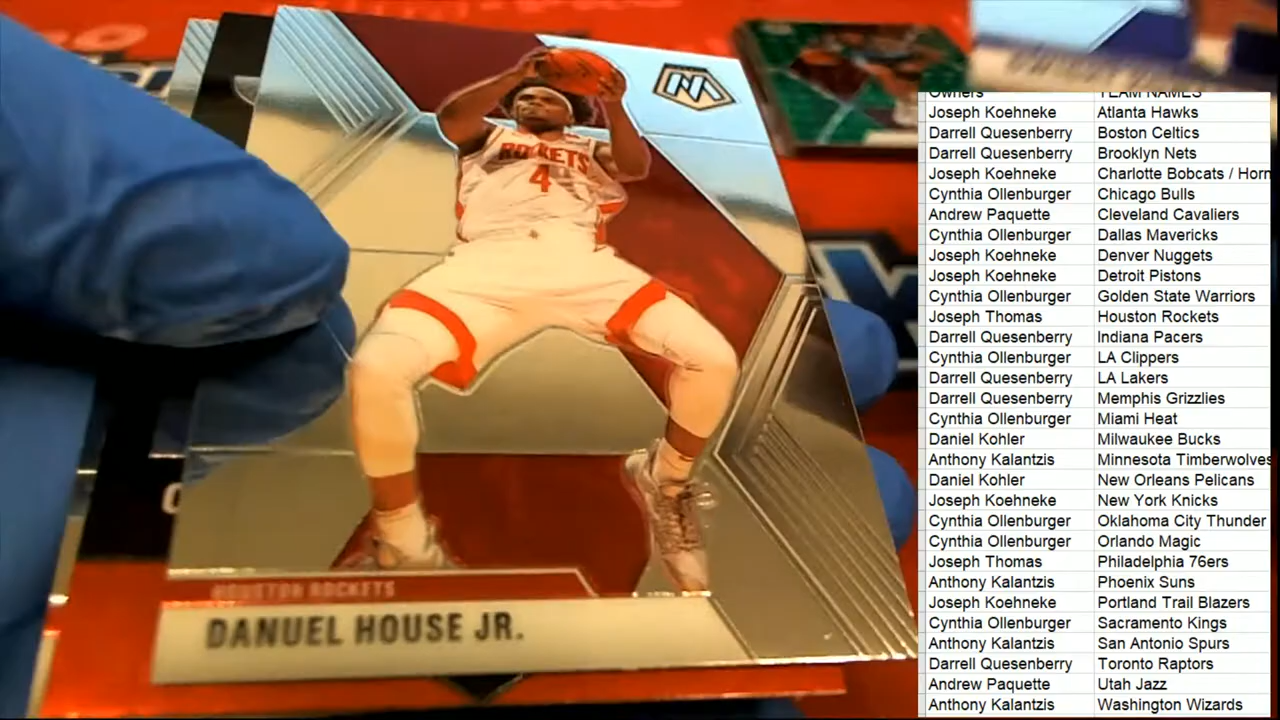 ROCKETS
4
HOUSTON ROCKETS
DANUEL HOUSE JR.
Owners TEAM NAMES
Joseph Koehneke Atlanta Hawks
Darrell Quesenberry Boston Celtics
Darrell Quesenberry Brooklyn Nets
Joseph Koehneke Charlotte Bobcats / Horn
Cynthia Ollenburger Chicago Bulls
Andrew Paquette Cleveland Cavaliers
Cynthia Ollenburger Dallas Mavericks
Joseph Koehneke Denver Nuggets
Joseph Koehneke Detroit Pistons
Cynthia Ollenburger Golden State Warriors
Joseph Thomas Houston Rockets
Darrell Quesenberry Indiana Pacers
Cynthia Ollenburger LA Clippers
Darrell Quesenberry LA Lakers
Darrell Quesenberry Memphis Grizzlies
Cynthia Ollenburger Miami Heat
Daniel Kohler Milwaukee Bucks
Anthony Kalantzis Minnesota Timberwolves
Daniel Kohler New Orleans Pelicans
Joseph Koehneke New York Knicks
Cynthia Ollenburger Oklahoma City Thunder
Cynthia Ollenburger Orlando Magic
Joseph Thomas Philadelphia 76ers
Anthony Kalantzis Phoenix Suns
Joseph Koehneke Portland Trail Blazers
Cynthia Ollenburger Sacramento Kings
Anthony Kalantzis San Antonio Spurs
Darrell Quesenberry Toronto Raptors
Andrew Paquette Utah Jazz
Anthony Kalantzis Washington Wizards